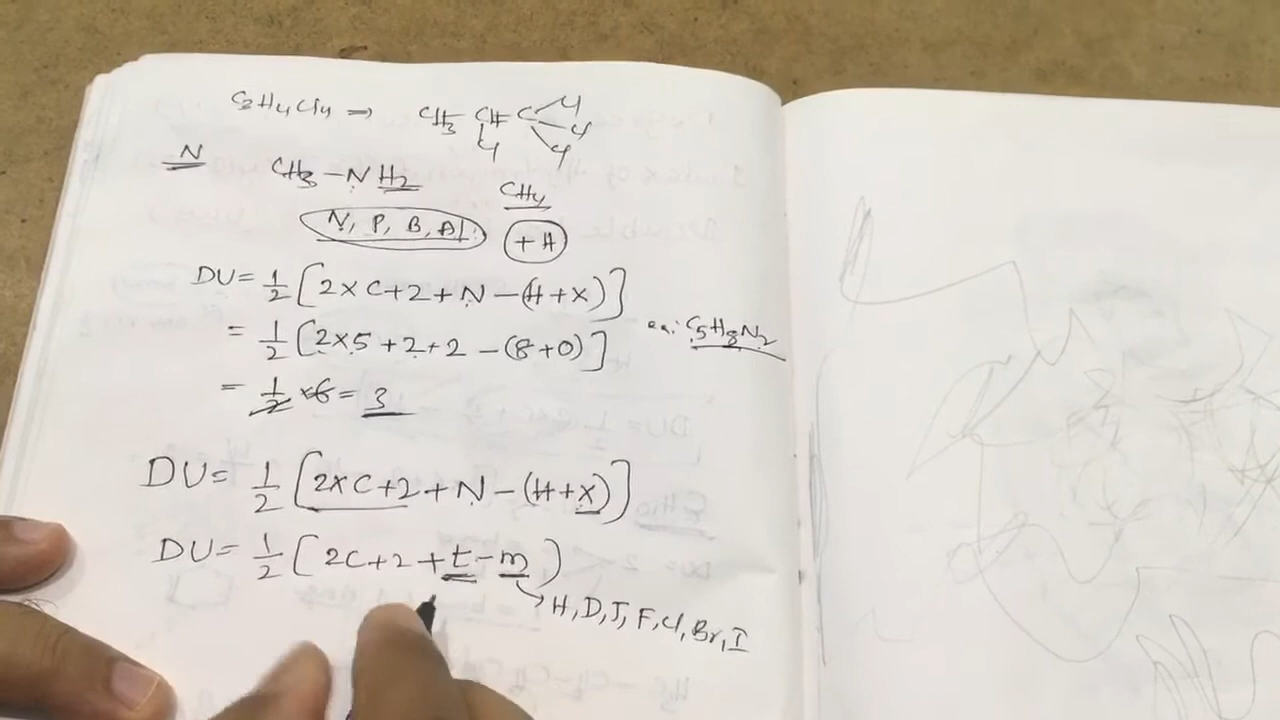 C₃H₄Cl₄ ⇒ CH₃ CH C Cl Cl Cl Cl
N CH₃ – N H₂ CH₄
N, P, B, Al. + H
DU = 1/2 [2 x C + 2 + N – (H + x)]
= 1/2 [2 x 5 + 2 + 2 – (8 + 0)] ex: C₅H₈N₂
= 1/2 x 6 = 3
DU = 1/2 [2 x C + 2 + N – (H + x)]
DU = 1/2 [2C + 2 + t – m)
H, D, T, F, Cl, Br, I